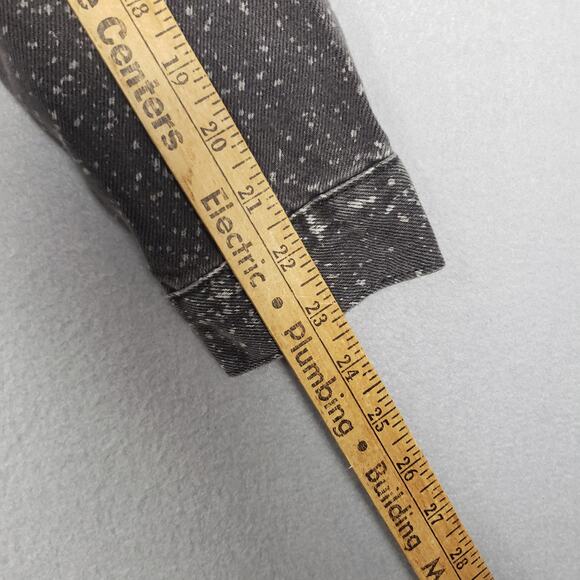 18 19 20 21 22 23 24 25 26 27 28
e Centers Electric • Plumbing • Building M